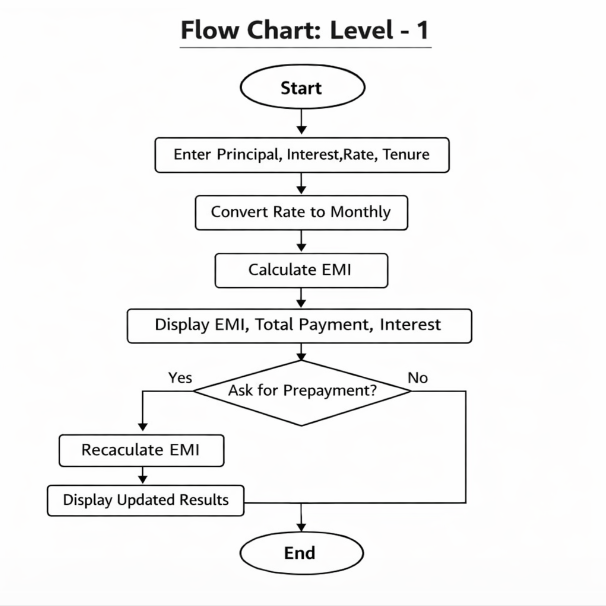 Flow Chart: Level - 1
Start
Enter Principal, Interest,Rate, Tenure
Convert Rate to Monthly
Calculate EMI
Display EMI, Total Payment, Interest
Yes
No
Ask for Prepayment?
Recaculate EMI
Display Updated Results
End